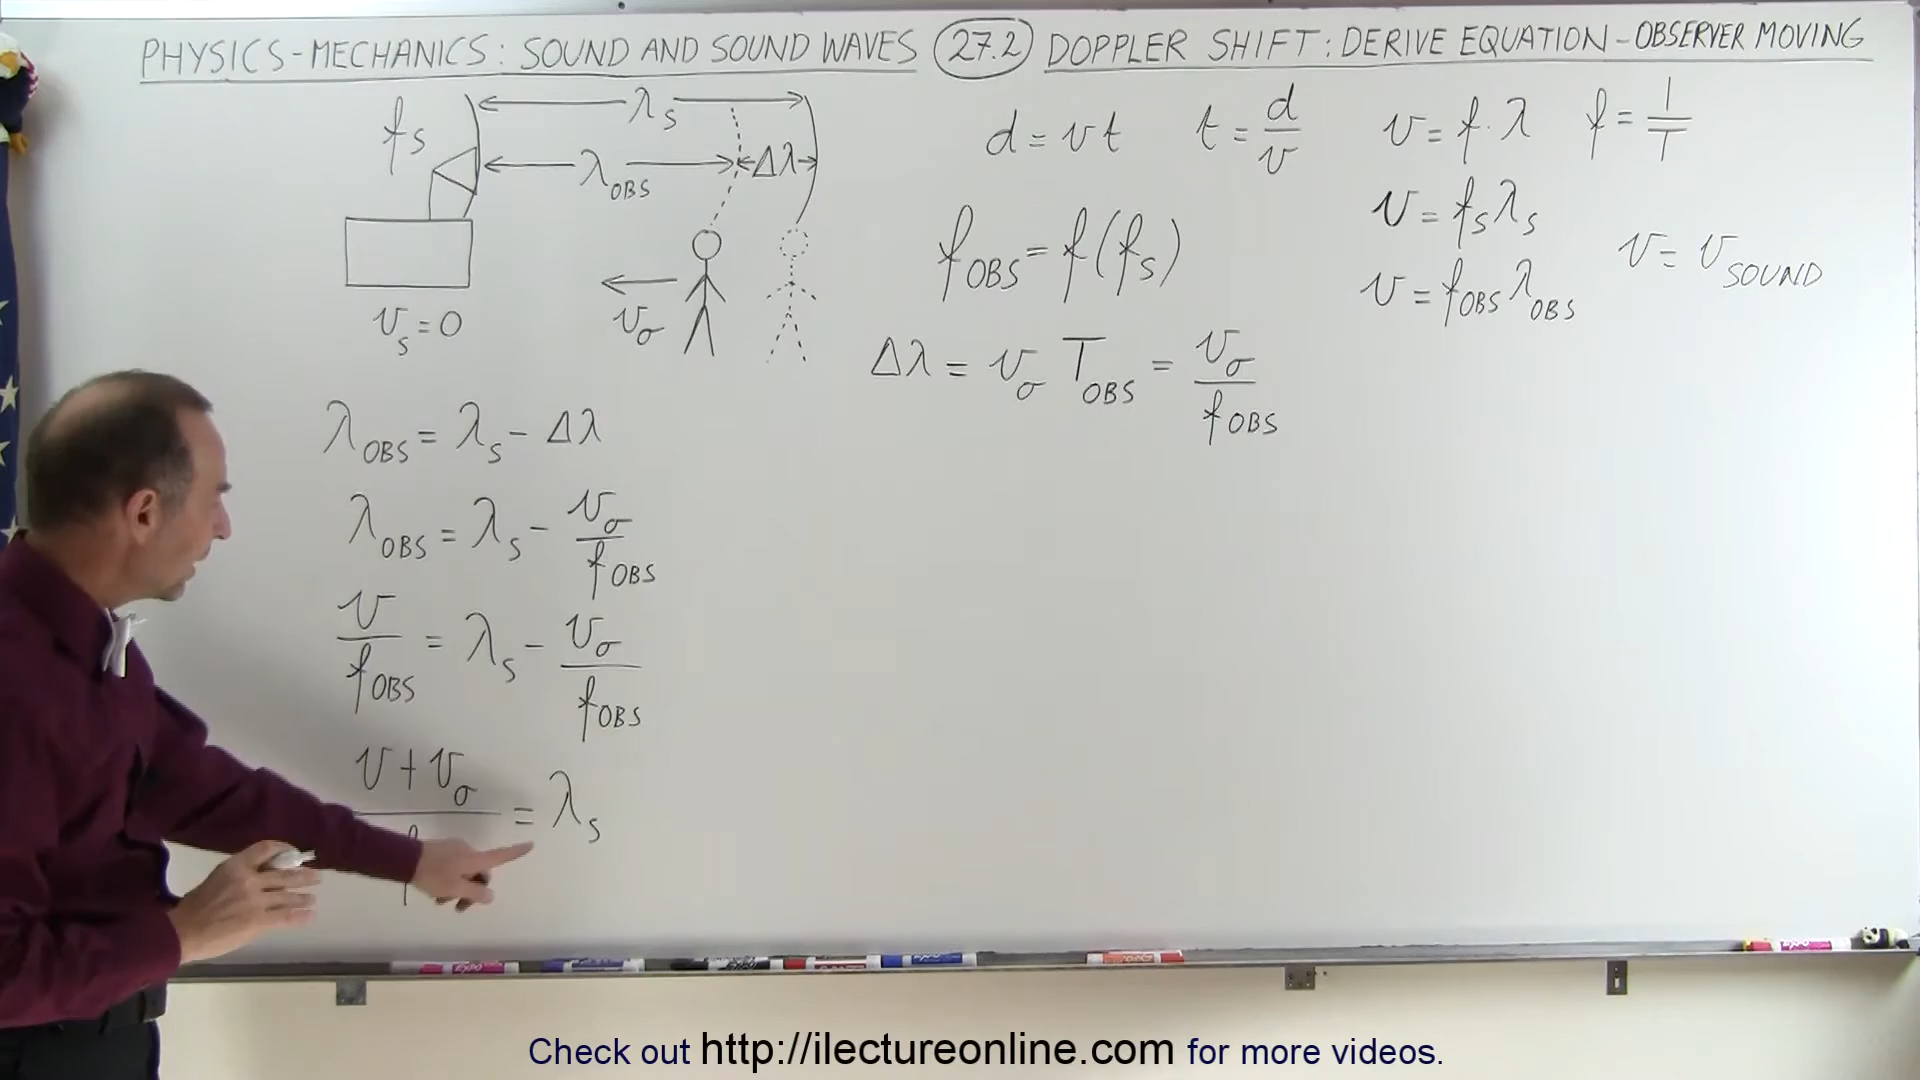 PHYSICS-MECHANICS: SOUND AND SOUND WAVES 27.2 DOPPLER SHIFT: DERIVE EQUATION-OBSERVER MOVING
f_S
λ_S
λ_OBS Δλ
v_S = 0
v_o
d = vt t = d/v v = f·λ f = 1/T
v = f_S λ_S
f_OBS = f(f_S) v = v_SOUND
v = f_OBS λ_OBS
Δλ = v_o T_OBS = v_o/f_OBS
λ_OBS = λ_S - Δλ
λ_OBS = λ_S - v_o/f_OBS
v/f_OBS = λ_S - v_o/f_OBS
v + v_o
= λ_S
EXPO
Check out http://ilectureonline.com for more videos.